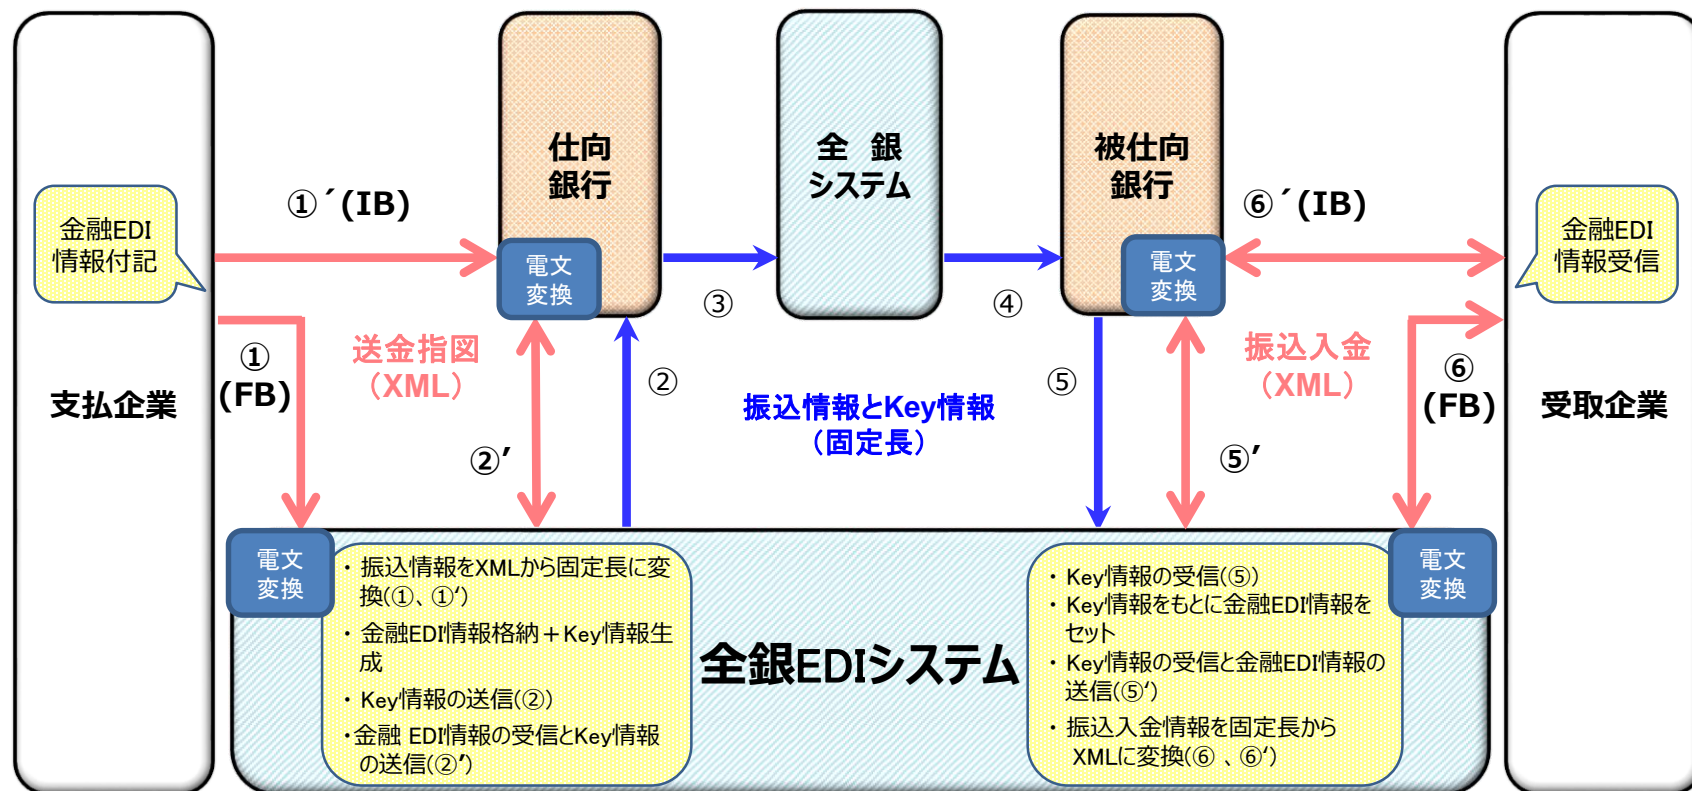 支払企業
金融EDI
情報付記
①´(IB)
①
(FB)
送金指図
（XML）
仕向
銀行
電文
変換
②’
②
③
全 銀
システム
④
振込情報とKey情報
（固定長）
被仕向
銀行
電文
変換
⑤
⑤’
振込入金
（XML）
⑥´(IB)
⑥
(FB)
金融EDI
情報受信
受取企業
電文
変換
・ 振込情報をXMLから固定長に変
換(①、①‘)
・ 金融EDI情報格納＋Key情報生
成
・ Key情報の送信(②)
・金融 EDI情報の受信とKey情報
の送信(②’)
全銀EDIシステム
・ Key情報の受信(⑤)
・ Key情報をもとに金融EDI情報を
セット
・ Key情報の受信と金融EDI情報の
送信(⑤‘)
・ 振込入金情報を固定長から
XMLに変換(⑥ 、⑥‘)
電文
変換